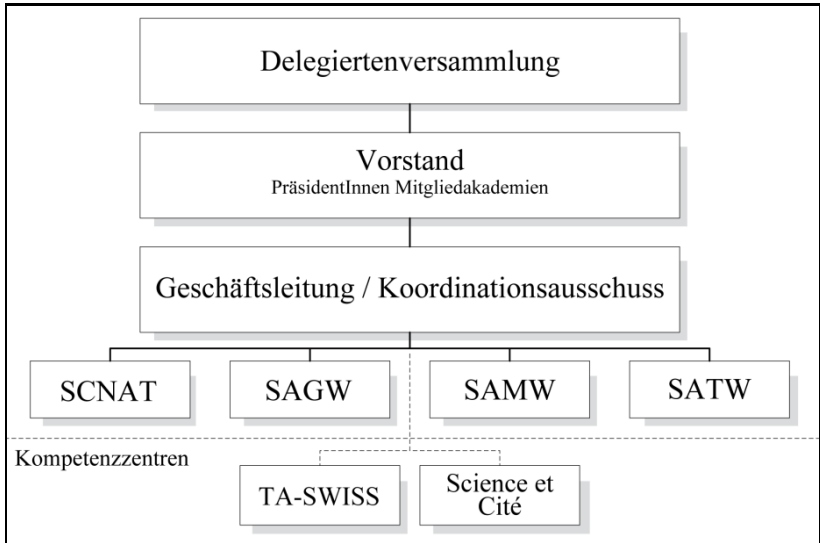 Delegiertenversammlung
Vorstand
PräsidentInnen Mitgliedakademien
Geschäftsleitung / Koordinationsausschuss
SCNAT
SAGW
SAMW
SATW
Kompetenzzentren
TA-SWISS
Science et
Cité